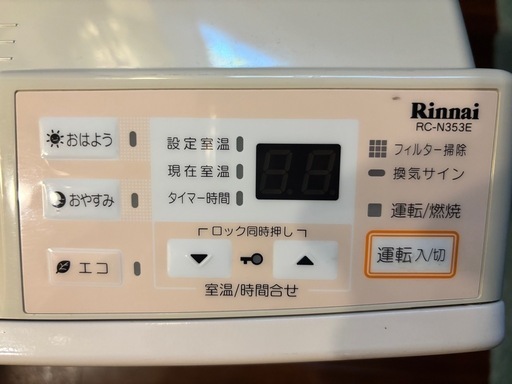 Rinnai
RC-N353E
おはよう
おやすみ
エコ
設定室温
現在室温
タイマー時間
8.8.
ロック同時押し
▼
▲
室温/時間合せ
フィルター掃除
換気サイン
運転/燃焼
運転 入/切